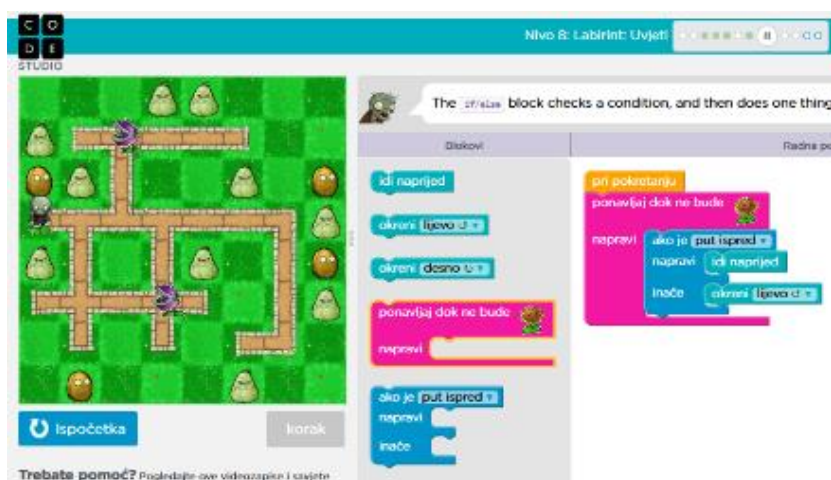 C O
D E
STUDIO
Nivo 8: Labirint: Uvjeti
The if/else block checks a condition, and then does one thing
Blokovi
Radna po
idi naprijed
okreni lijevo ↺ ▾
okreni desno ↻ ▾
ponavljaj dok ne bude
napravi
ako je put ispred ▾
napravi
inače
pri pokretanju
ponavljaj dok ne bude
napravi ako je put ispred ▾
napravi idi naprijed
inače okreni lijevo ↺ ▾
Ispočetka
korak
Trebate pomoć? Pogledajte ove videozapise i savjete